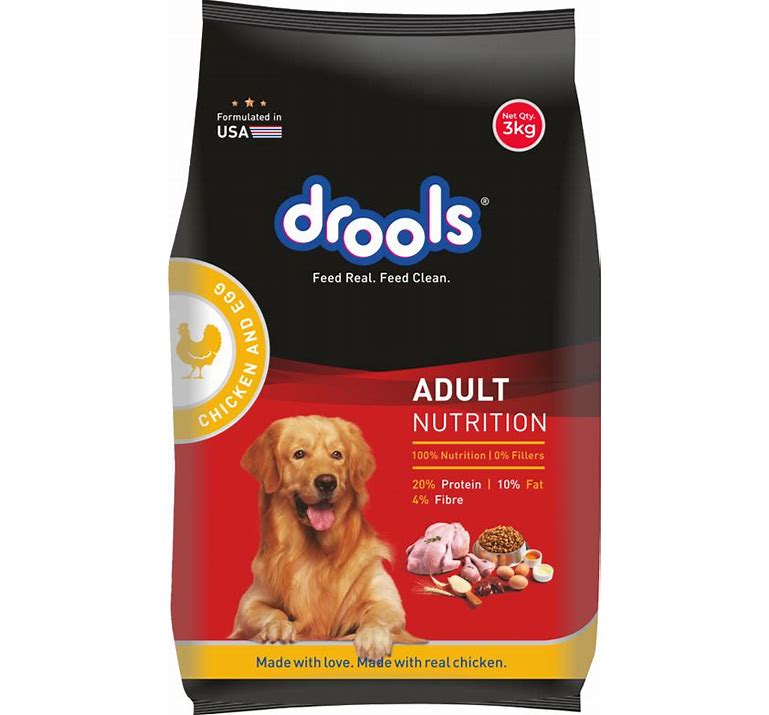 Formulated in
USA
Net Qty.
3kg
drools®
Feed Real. Feed Clean.
CHICKEN AND EGG
ADULT
NUTRITION
100% Nutrition | 0% Fillers
20% Protein | 10% Fat
4% Fibre
Made with love. Made with real chicken.